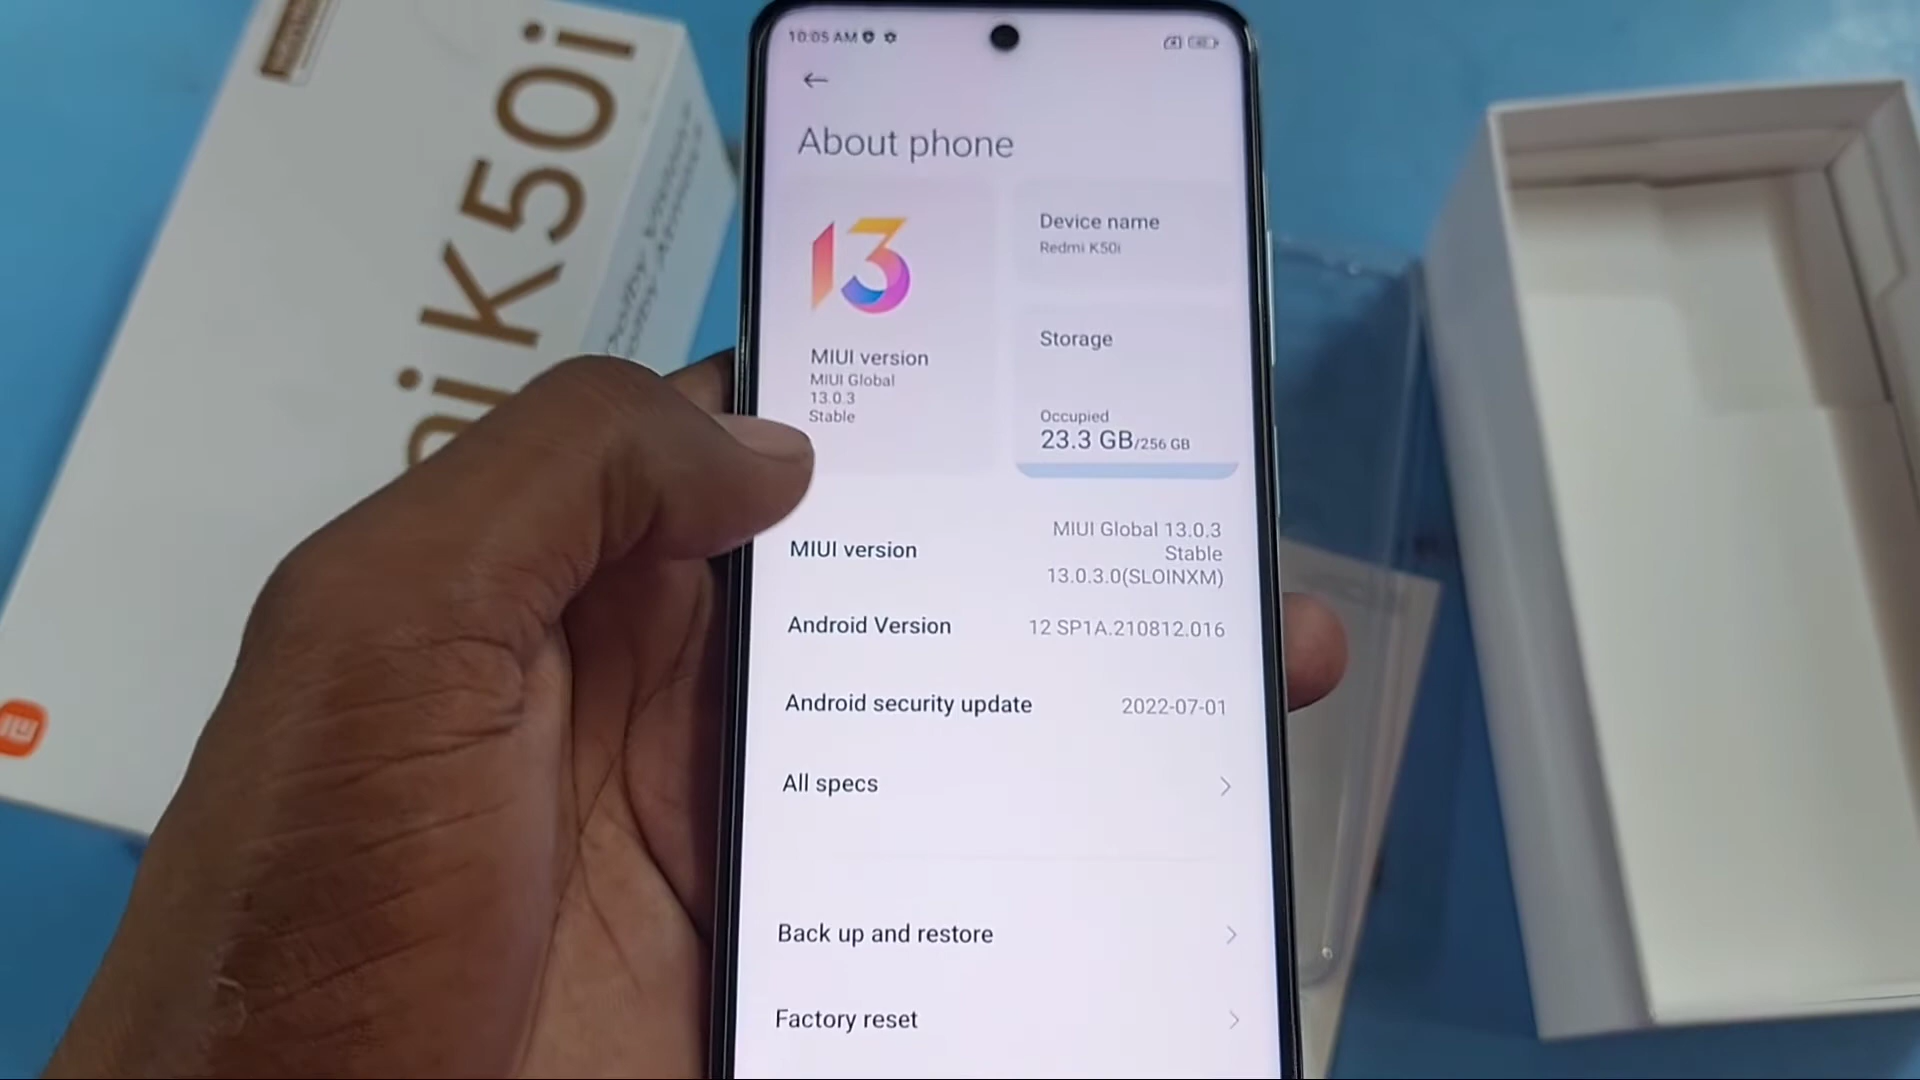 10:05 AM
About phone
MIUI version
MIUI Global
13.0.3
Stable
Device name
Redmi K50i
Storage
Occupied
23.3 GB/256 GB
MIUI version
MIUI Global 13.0.3
Stable
13.0.3.0(SLOINXM)
Android Version
12 SP1A.210812.016
Android security update
2022-07-01
All specs
Back up and restore
Factory reset
K50i